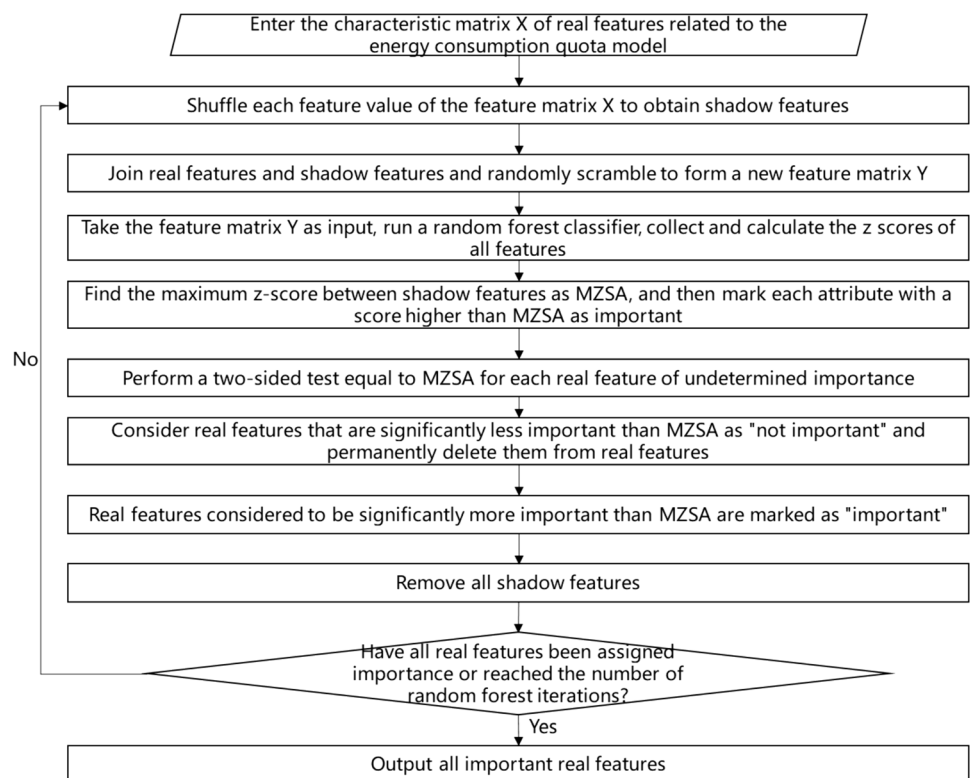 Enter the characteristic matrix X of real features related to the
energy consumption quota model
Shuffle each feature value of the feature matrix X to obtain shadow features
Join real features and shadow features and randomly scramble to form a new feature matrix Y
Take the feature matrix Y as input, run a random forest classifier, collect and calculate the z scores of
all features
Find the maximum z-score between shadow features as MZSA, and then mark each attribute with a
score higher than MZSA as important
No
Perform a two-sided test equal to MZSA for each real feature of undetermined importance
Consider real features that are significantly less important than MZSA as "not important" and
permanently delete them from real features
Real features considered to be significantly more important than MZSA are marked as "important"
Remove all shadow features
Have all real features been assigned
importance or reached the number of
random forest iterations?
Yes
Output all important real features